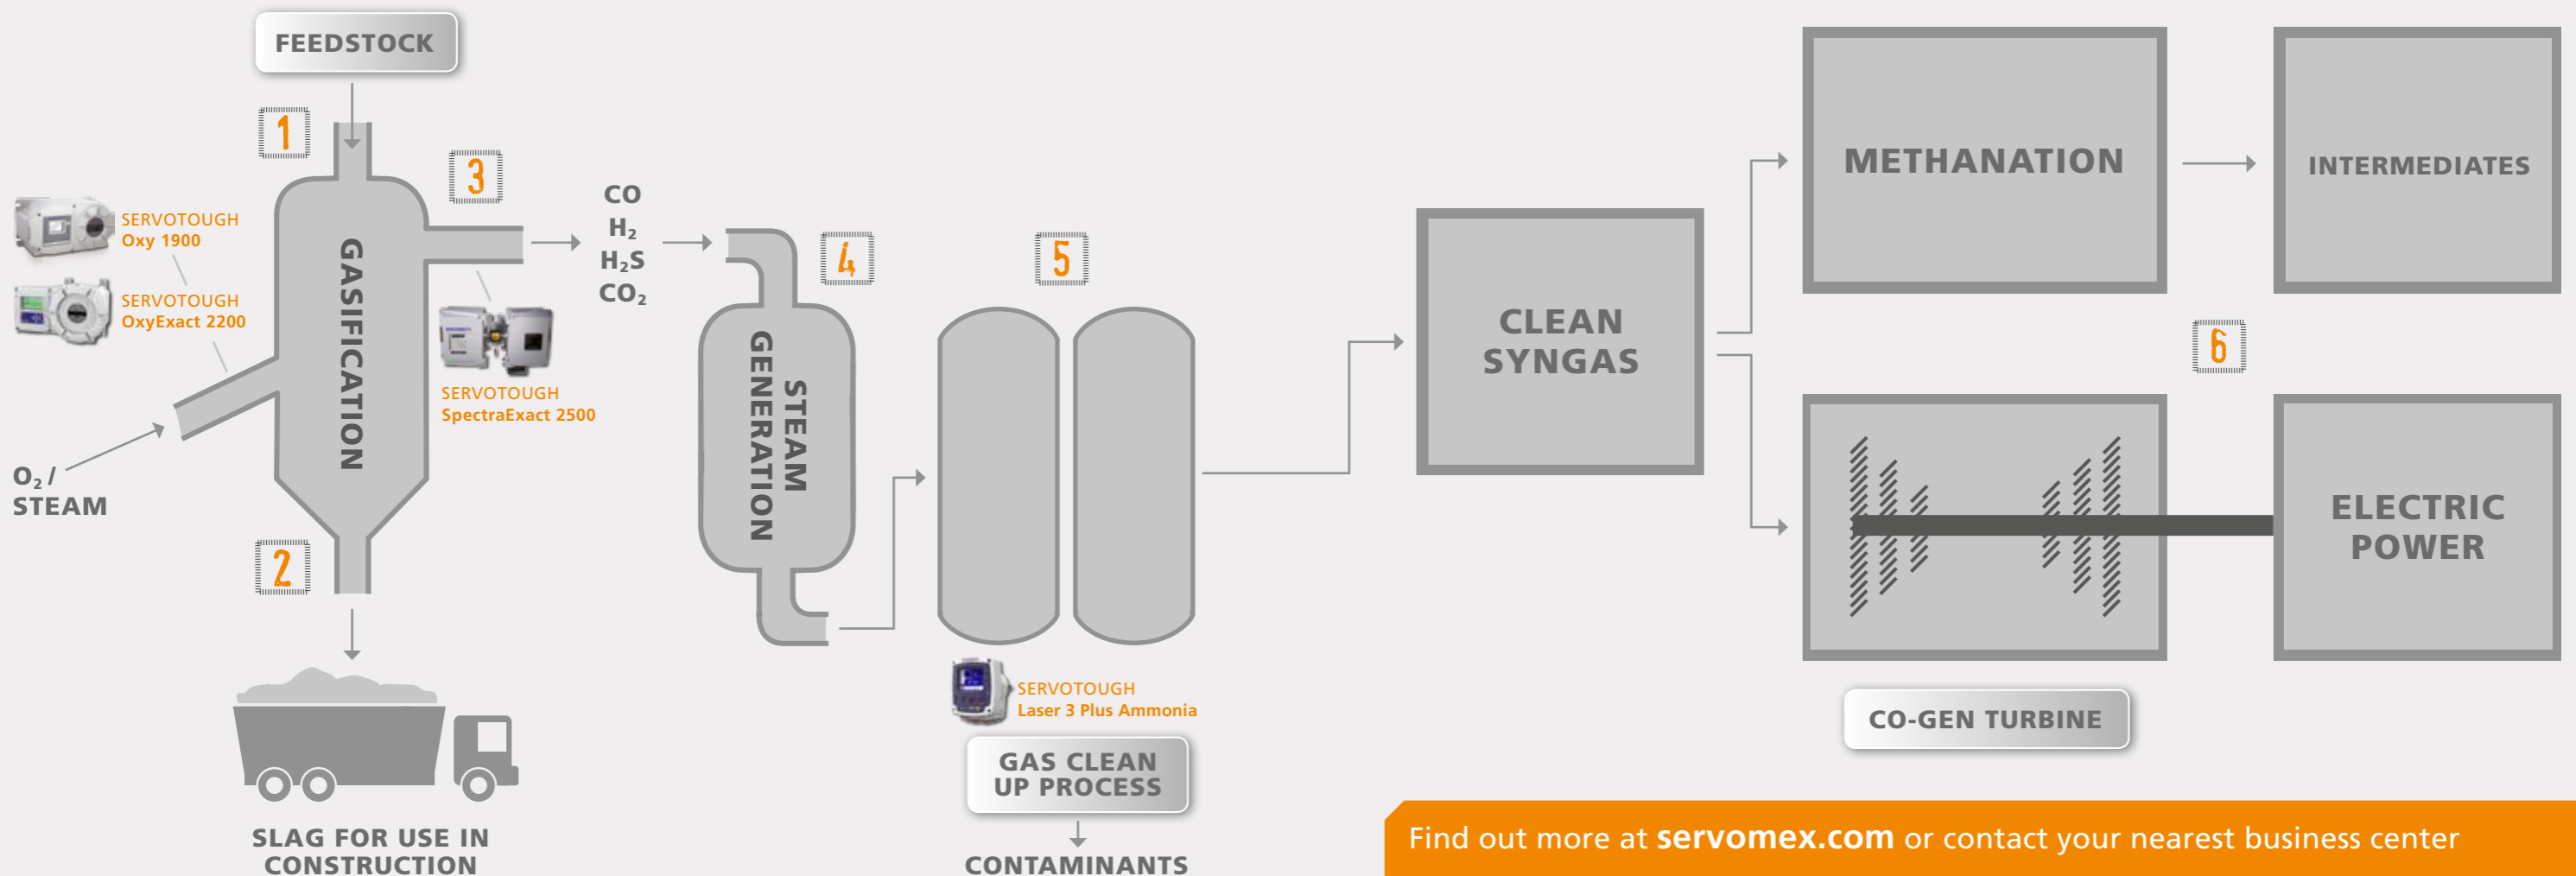 FEEDSTOCK
1
3
SERVOTOUGH
Oxy 1900
SERVOTOUGH
OxyExact 2200
GASIFICATION
O₂ /
STEAM
2
SLAG FOR USE IN
CONSTRUCTION
SERVOTOUGH
SpectraExact 2500
CO
H₂
H₂S
CO₂
4
STEAM
GENERATION
5
SERVOTOUGH
Laser 3 Plus Ammonia
GAS CLEAN
UP PROCESS
CONTAMINANTS
CLEAN
SYNGAS
METHANATION
INTERMEDIATES
6
ELECTRIC
POWER
CO-GEN TURBINE
Find out more at servomex.com or contact your nearest business center